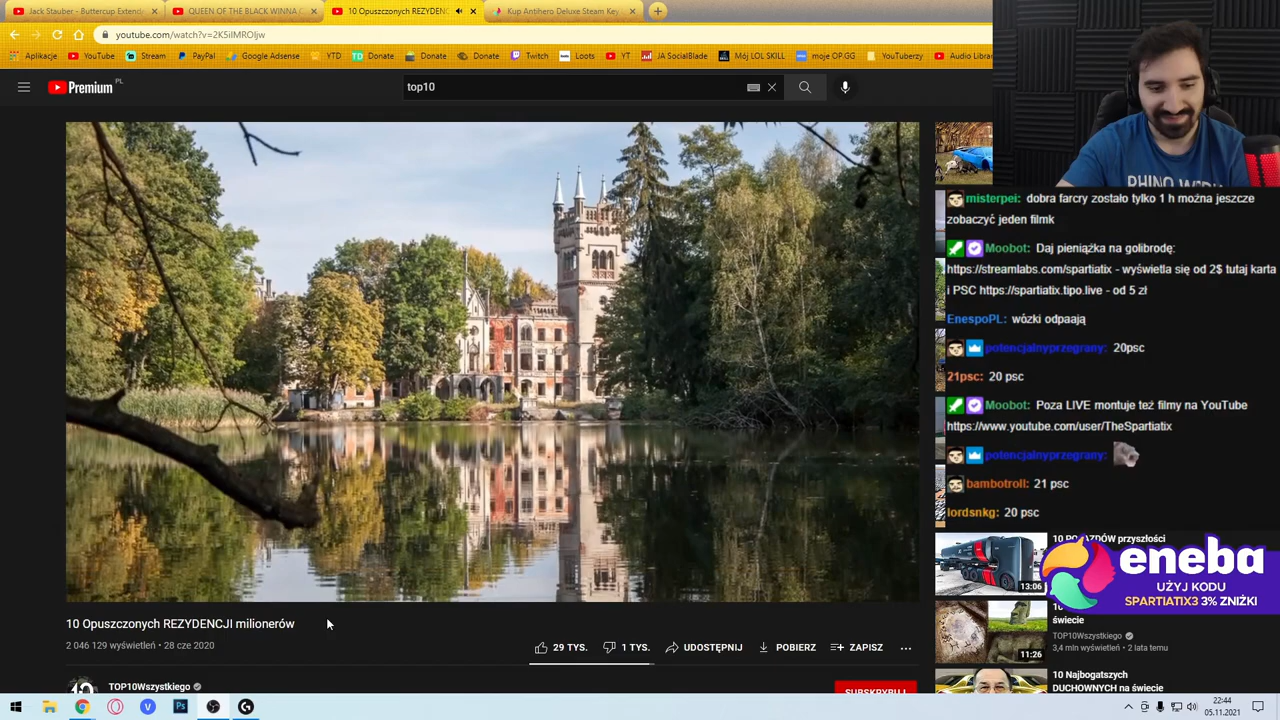 Jack Stauber - Buttercup Extende
QUEEN OF THE BLACK WINNA C
10 Opuszczonych REZYDENC
Kup Antihero Deluxe Steam Key
youtube.com/watch?v=2K5iIMROljw
Aplikacje
YouTube
Stream
PayPal
Google Adsense
YTD
Donate
Donate
Donate
Twitch
Loots
YT
JA SocialBlade
Mój LOL SKILL
moje OP.GG
YouTuberzy
Audio Librar
Premium PL
top10
misterpei: dobra farcry zostało tylko 1 h można jeszcze
zobaczyć jeden filmk
Moobot: Daj pieniążka na golibrodę:
https://streamlabs.com/spartiatix - wyświetla się od 2$ tutaj karta
i PSC https://spartiatix.tipo.live - od 5 zł
EnespoPL: wózki odpaają
potencjalnyprzegrany: 20psc
21psc: 20 psc
Moobot: Poza LIVE montuje też filmy na YouTube
https://www.youtube.com/user/TheSpartiatix
potencjalnyprzegrany:
bambotroll: 21 psc
lordsnkg: 20 psc
10 Opuszczonych REZYDENCJI milionerów
2 046 129 wyświetleń • 28 cze 2020
29 TYS.
1 TYS.
UDOSTĘPNIJ
POBIERZ
ZAPISZ
TOP10Wszystkiego
SUBSKRYBUJ
10 POJAZDÓW przyszłości
13:06
eneba
UŻYJ KODU
SPARTIATIX3 3% ZNIŻKI
świecie
TOP10Wszystkiego
3,4 mln wyświetleń • 2 lata temu
11:26
10 Najbogatszych
DUCHOWNYCH na świecie
22:44
05.11.2021